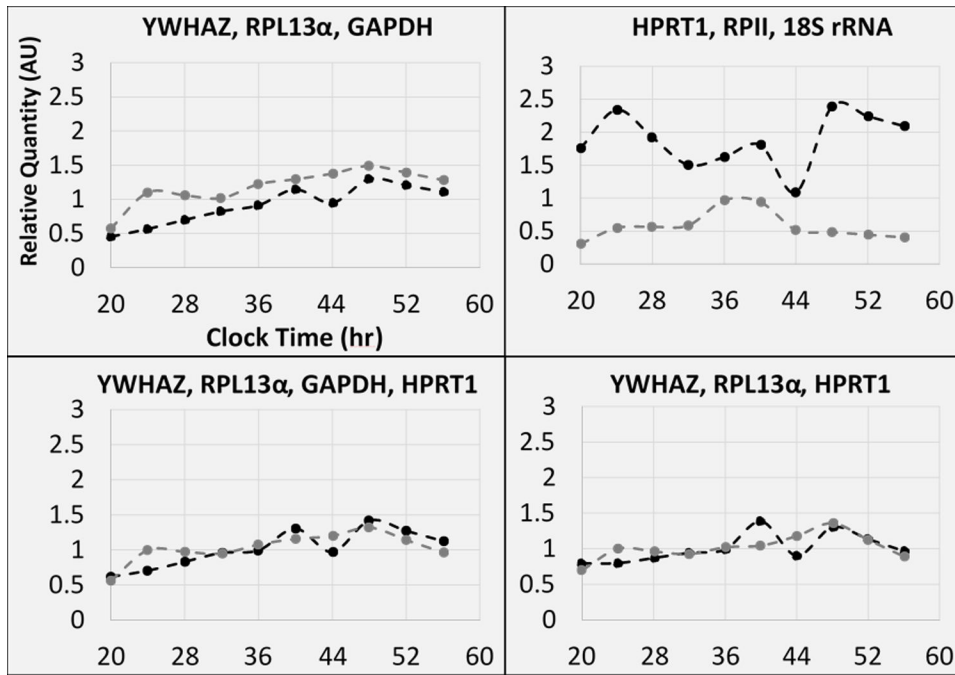 YWHAZ, RPL13α, GAPDH
Relative Quantity (AU)
3
2.5
2
1.5
1
0.5
0
20 28 36 44 52 60
Clock Time (hr)
HPRT1, RPII, 18S rRNA
3
2.5
2
1.5
1
0.5
0
20 28 36 44 52 60
YWHAZ, RPL13α, GAPDH, HPRT1
3
2.5
2
1.5
1
0.5
0
20 28 36 44 52 60
YWHAZ, RPL13α, HPRT1
3
2.5
2
1.5
1
0.5
0
20 28 36 44 52 60